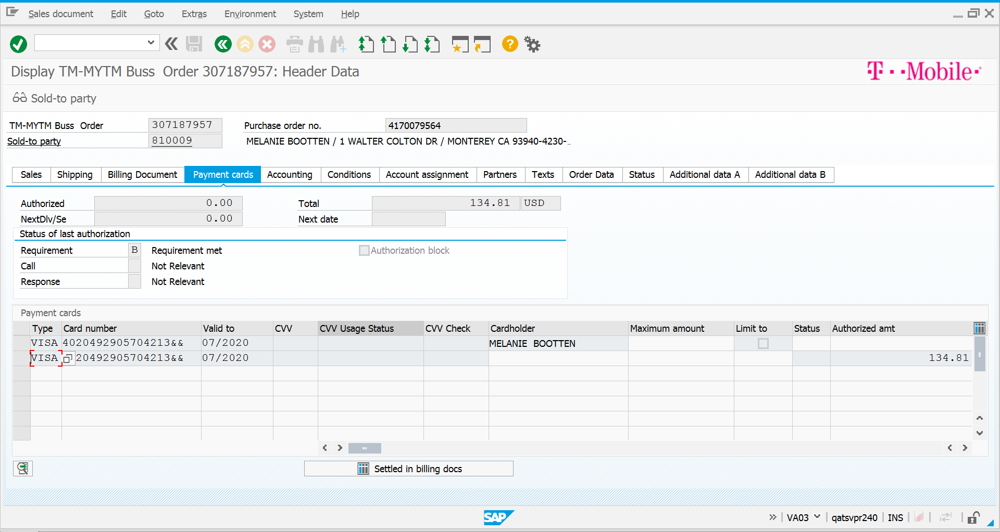 Sales document Edit Goto Extras Environment System Help
Display TM-MYTM Buss Order 307187957: Header Data
T··Mobile·
Sold-to party
TM-MYTM Buss Order 307187957 Purchase order no. 4170079564
Sold-to party 810009 MELANIE BOOTTEN / 1 WALTER COLTON DR / MONTEREY CA 93940-4230-...
Sales Shipping Billing Document Payment cards Accounting Conditions Account assignment Partners Texts Order Data Status Additional data A Additional data B
Authorized 0.00 Total 134.81 USD
NextDlv/Se 0.00 Next date
Status of last authorization
Requirement B Requirement met Authorization block
Call Not Relevant
Response Not Relevant
Payment cards
Type Card number Valid to CVV CVV Usage Status CVV Check Cardholder Maximum amount Limit to Status Authorized amt
VISA 4020492905704213&& 07/2020 MELANIE BOOTTEN
VISA 20492905704213&& 07/2020 134.81
Settled in billing docs
SAP VA03 qatsvpr240 INS